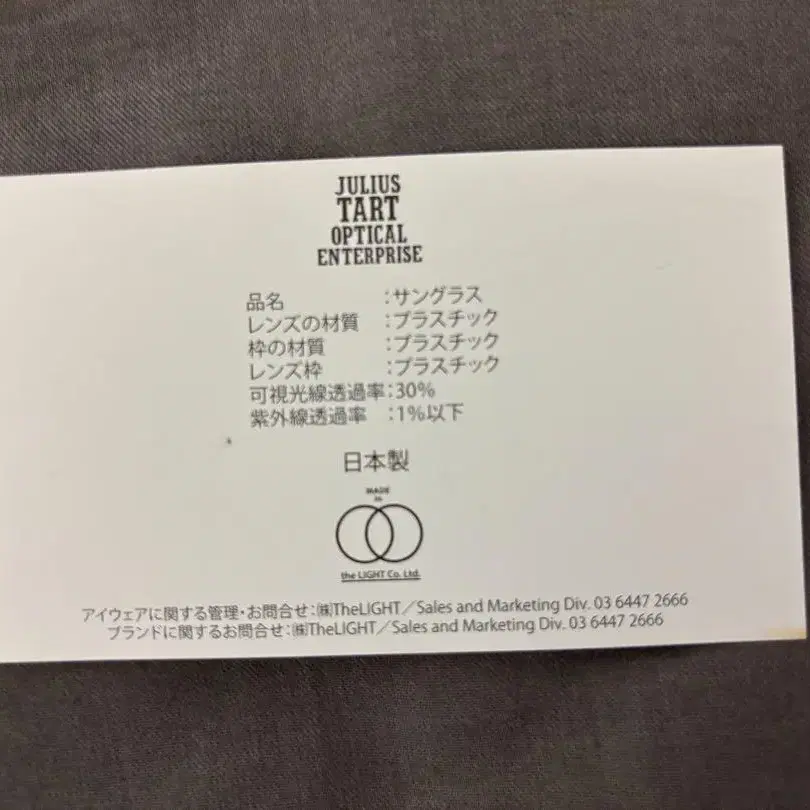 JULIUS
TART
OPTICAL
ENTERPRISE
品名 :サングラス
レンズの材質 :プラスチック
枠の材質 :プラスチック
レンズ枠 :プラスチック
可視光線透過率:30%
紫外線透過率 :1%以下
日本製
MADE
in
the LIGHT Co. Ltd.
アイウェアに関する管理・お問合せ:㈱TheLIGHT/Sales and Marketing Div. 03 6447 2666
ブランドに関するお問合せ:㈱TheLIGHT/Sales and Marketing Div. 03 6447 2666